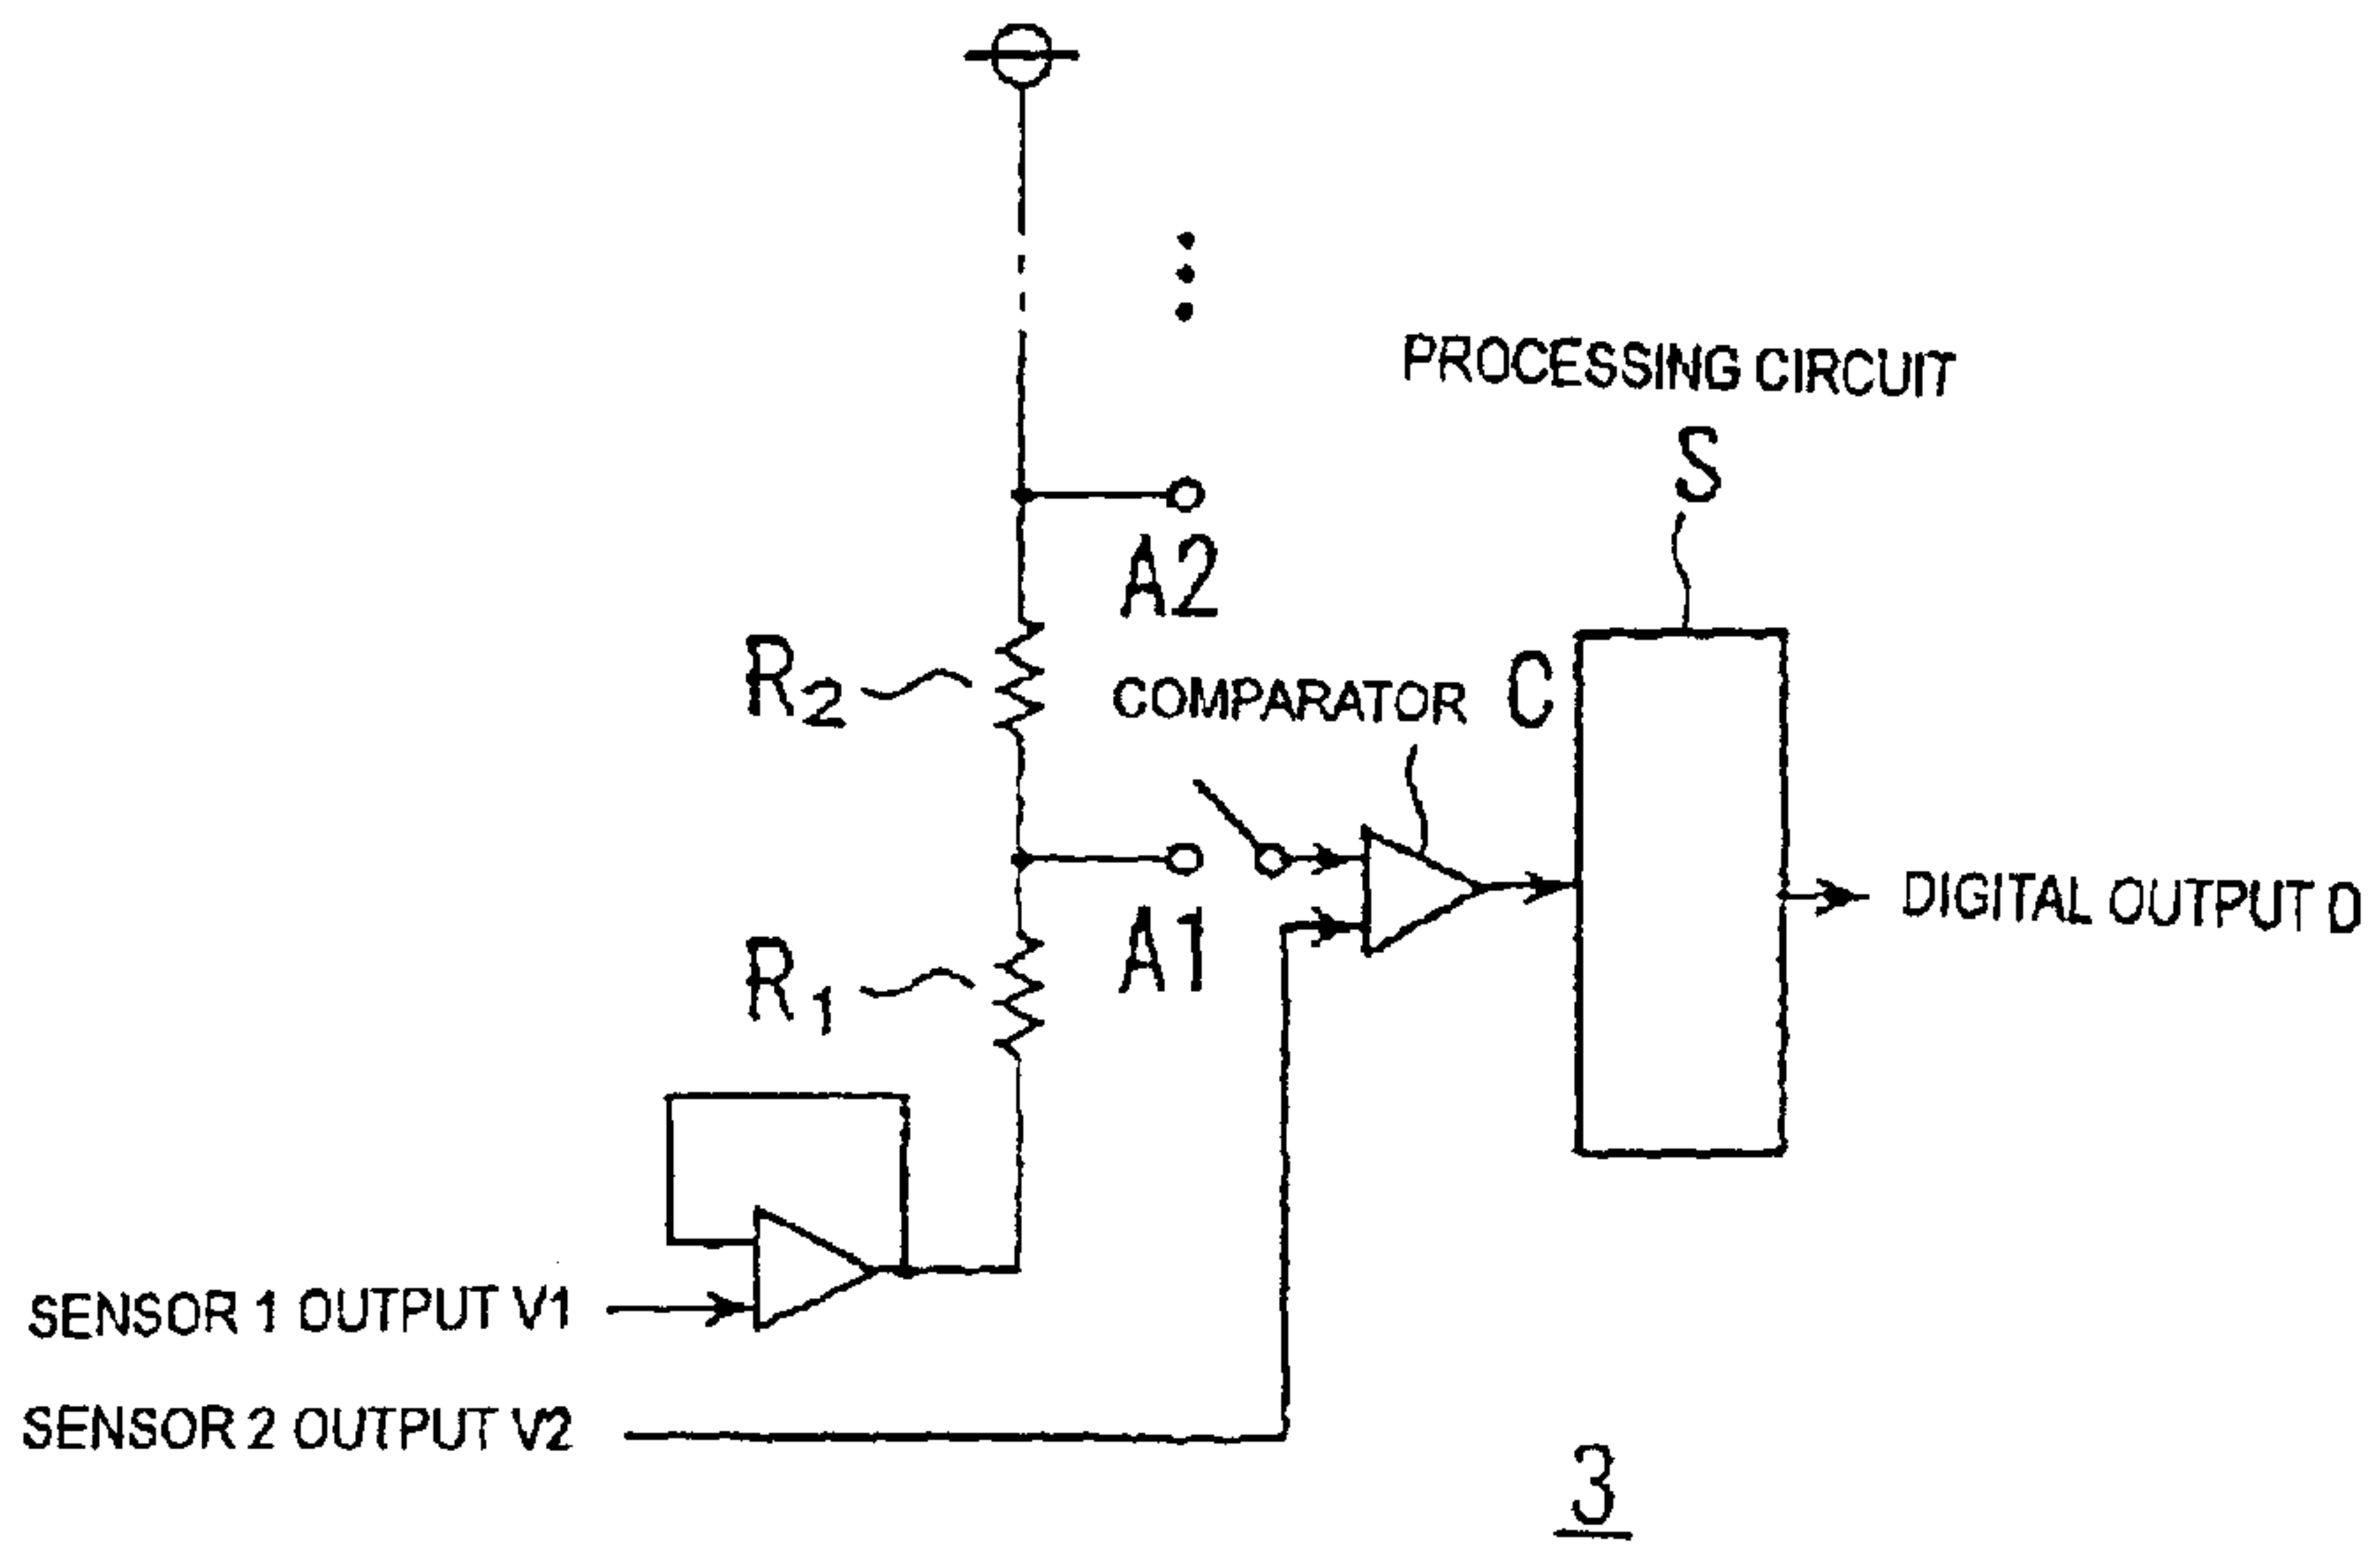 PROCESSING CIRCUIT
S
A2
R2
COMPARATOR C
DIGITAL OUTPUT D
A1
R1
SENSOR 1 OUTPUT V1
SENSOR 2 OUTPUT V2
3